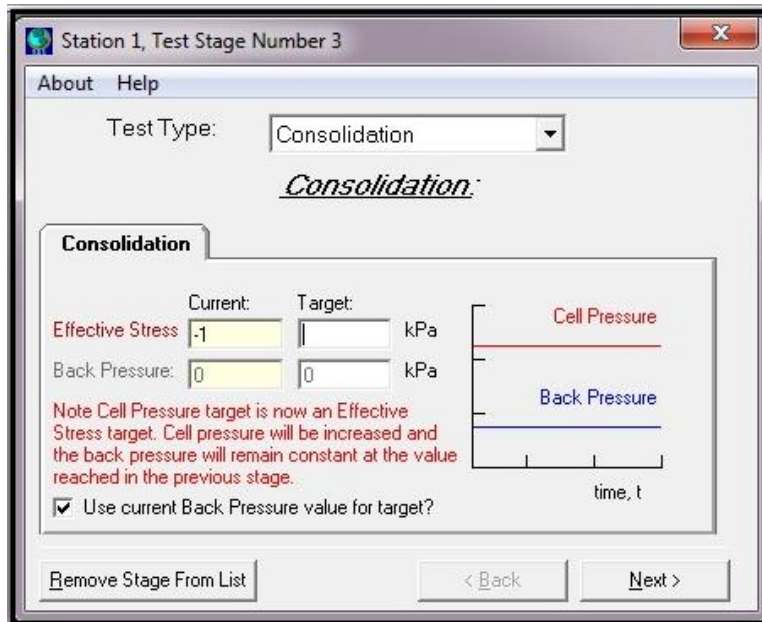 Station 1, Test Stage Number 3
About Help
Test Type: Consolidation
Consolidation:
Consolidation
Current: Target:
Effective Stress -1 kPa
Back Pressure: 0 0 kPa
Note Cell Pressure target is now an Effective
Stress target. Cell pressure will be increased and
the back pressure will remain constant at the value
reached in the previous stage.
Use current Back Pressure value for target?
Cell Pressure
Back Pressure
time, t
Remove Stage From List < Back Next >